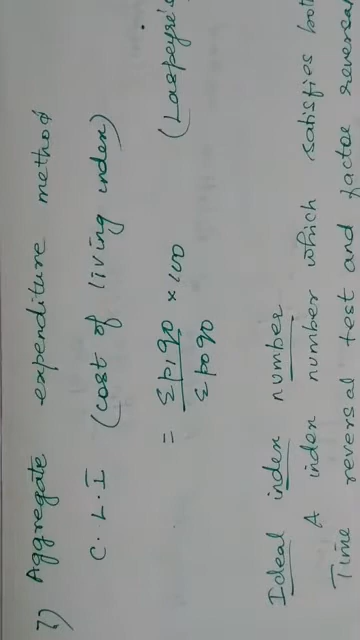 7) Aggregate expenditure method
C. L. I (cost of living index)
= Σp1q0 × 100 (Laspeyre's
Σp0q0
Ideal index number
A index number which satisfies both
Time reversal test and factor reversal